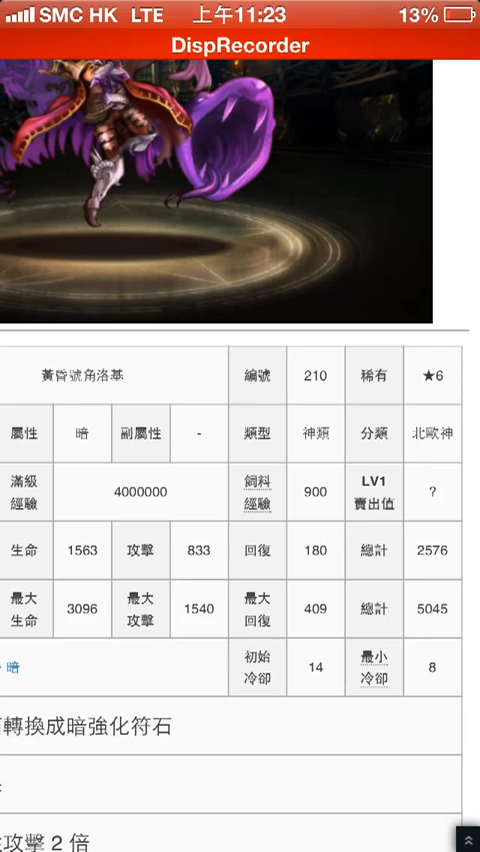 SMC HK LTE 上午11:23 13%
DispRecorder
黃昏號角洛基 編號 210 稀有 ★6
屬性 暗 副屬性 - 類型 神類 分類 北歐神
滿級
經驗 4000000 飼料
經驗 900 LV1
賣出值 ?
生命 1563 攻擊 833 回復 180 總計 2576
最大
生命 3096 最大
攻擊 1540 最大
回復 409 總計 5045
暗 初始
冷卻 14 最小
冷卻 8
轉換成暗強化符石
攻擊 2 倍